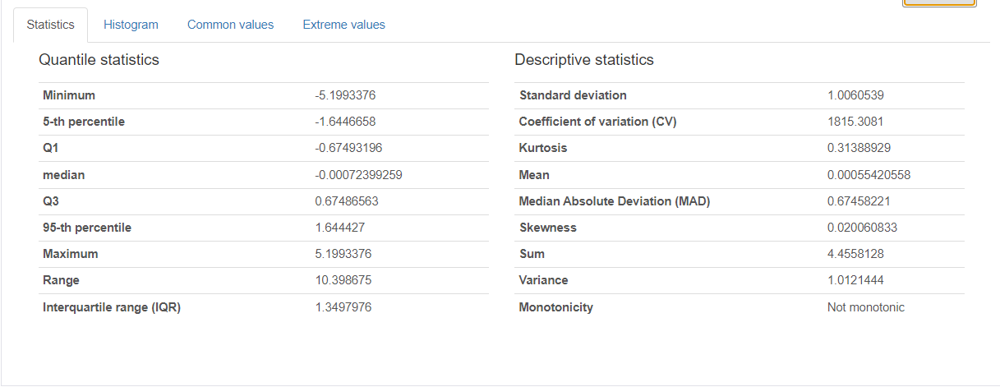 Statistics Histogram Common values Extreme values
Quantile statistics
Minimum -5.1993376
5-th percentile -1.6446658
Q1 -0.67493196
median -0.00072399259
Q3 0.67486563
95-th percentile 1.644427
Maximum 5.1993376
Range 10.398675
Interquartile range (IQR) 1.3497976
Descriptive statistics
Standard deviation 1.0060539
Coefficient of variation (CV) 1815.3081
Kurtosis 0.31388929
Mean 0.00055420558
Median Absolute Deviation (MAD) 0.67458221
Skewness 0.020060833
Sum 4.4558128
Variance 1.0121444
Monotonicity Not monotonic